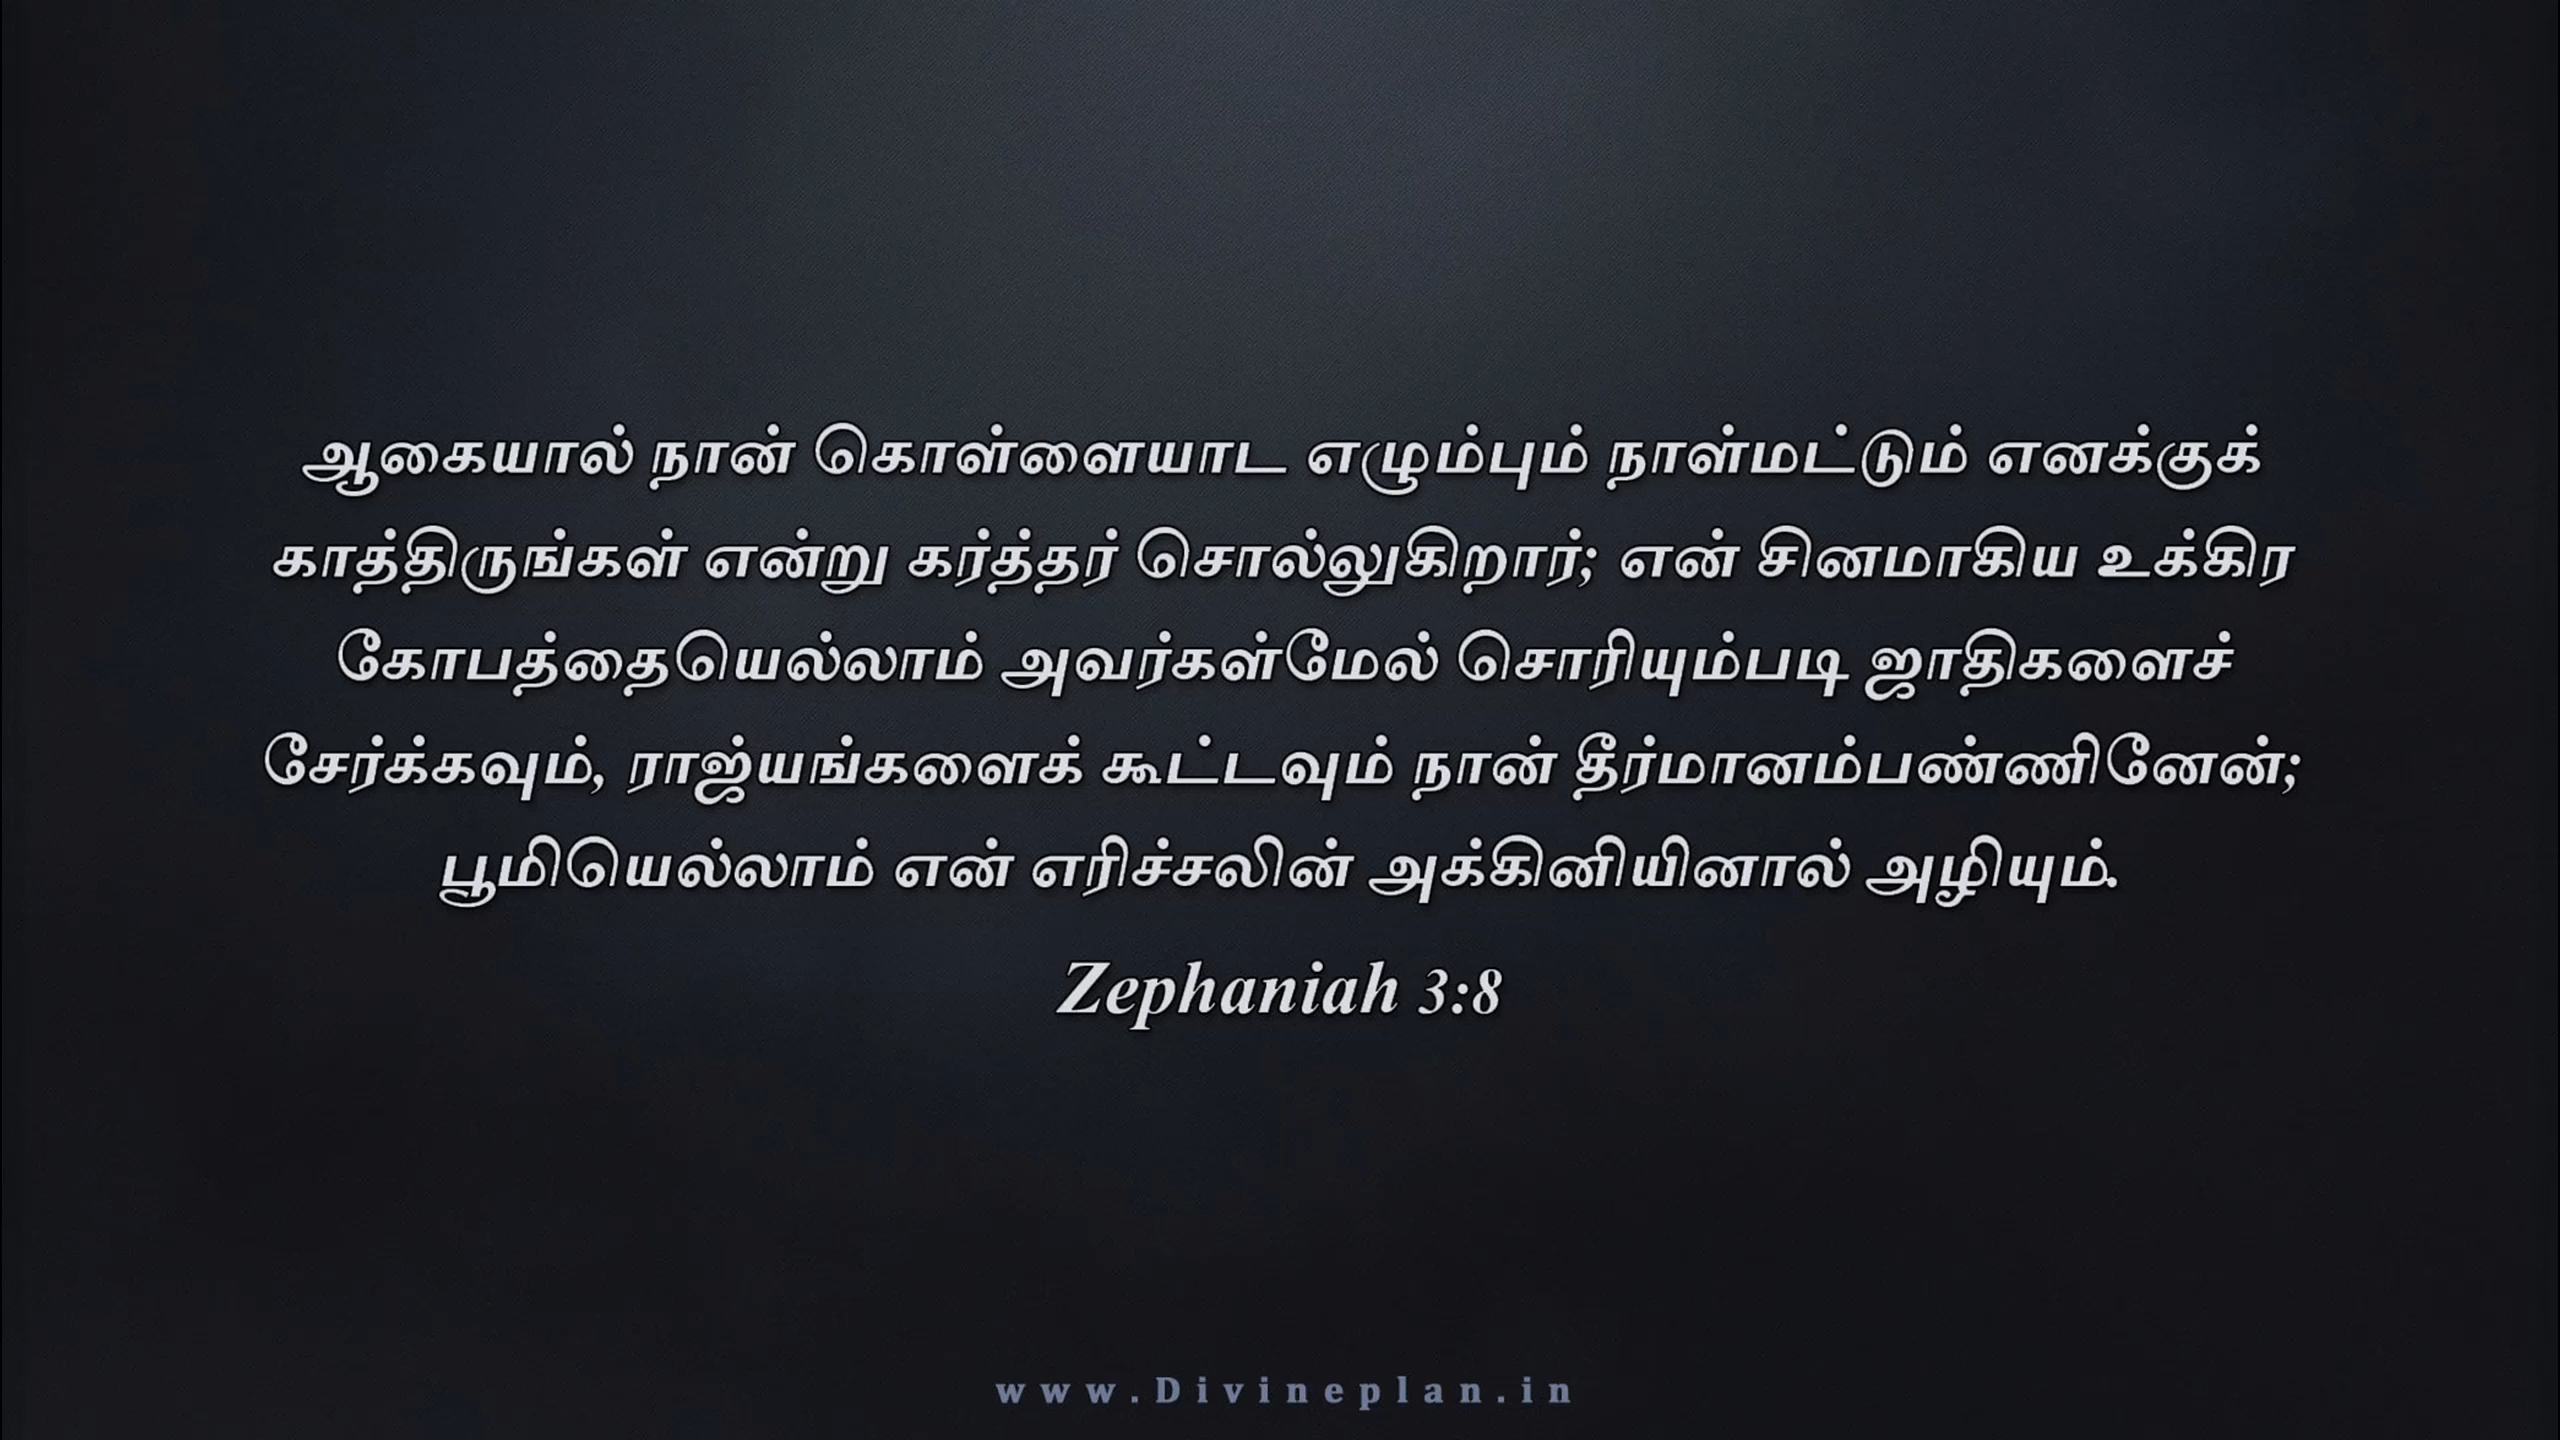 ஆகையால் நான் கொள்ளையாட எழும்பும் நாள்மட்டும் எனக்குக்
காத்திருங்கள் என்று கர்த்தர் சொல்லுகிறார்; என் சினமாகிய உக்கிர
கோபத்தையெல்லாம் அவர்கள்மேல் சொரியும்படி ஜாதிகளைச்
சேர்க்கவும், ராஜ்யங்களைக் கூட்டவும் நான் தீர்மானம்பண்ணினேன்;
பூமியெல்லாம் என் எரிச்சலின் அக்கினியினால் அழியும்.
Zephaniah 3:8
www.Divineplan.in